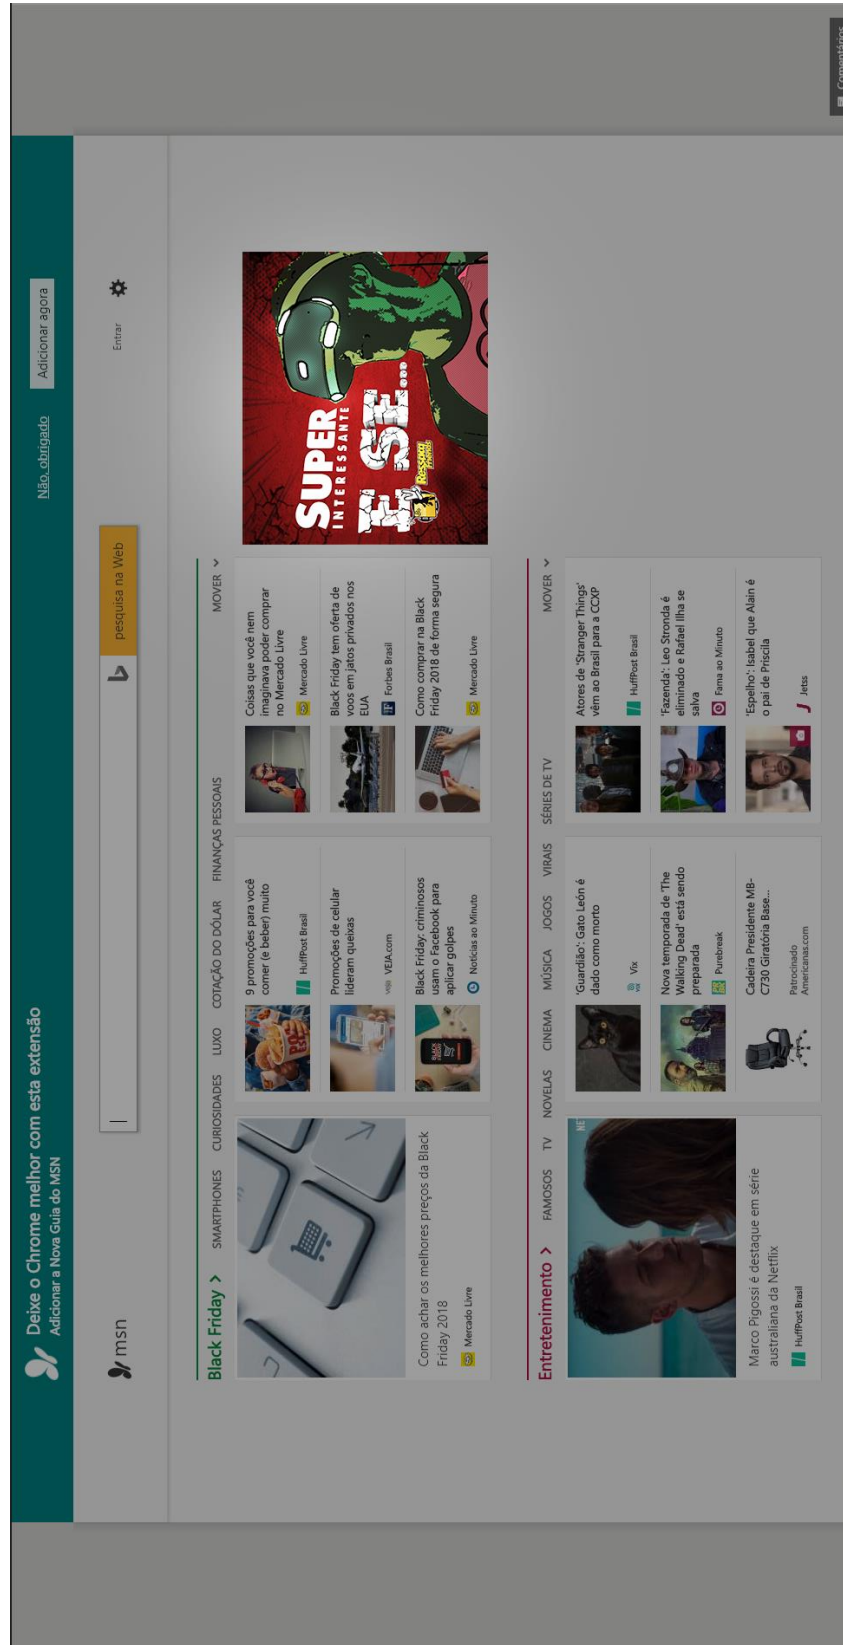 Deixe o Chrome melhor com esta extensão
Adicionar a Nova Guia do MSN
Não, obrigado
Adicionar agora
msn
pesquisa na Web
Entrar
Black Friday >
SMARTPHONES
CURIOSIDADES
LUXO
COTAÇÃO DO DÓLAR
FINANÇAS PESSOAIS
MOVER
Como achar os melhores preços da Black
Friday 2018
Mercado Livre
9 promoções para você
comer (e beber) muito
HuffPost Brasil
Promoções de celular
lideram queixas
VEJA.com
BLACK
FRIDAY
Black Friday: criminosos
usam o Facebook para
aplicar golpes
Notícias ao Minuto
Coisas que você nem
imaginava poder comprar
no Mercado Livre
Mercado Livre
Black Friday tem oferta de
voos em jatos privados nos
EUA
Forbes Brasil
Como comprar na Black
Friday 2018 de forma segura
Mercado Livre
SUPER
INTERESSANTE
E SE...
Ressaca
friends
Entretenimento >
FAMOSOS
TV
NOVELAS
CINEMA
MÚSICA
JOGOS
VIRAIS
SÉRIES DE TV
MOVER
NE
Marco Pigossi é destaque em série
australiana da Netflix
HuffPost Brasil
'Guardião': Gato León é
dado como morto
VIX
Vix
Nova temporada de 'The
Walking Dead' está sendo
preparada
Purebreak
Cadeira Presidente MB-
C730 Giratória Base...
Patrocinado
Americanas.com
Atores de 'Stranger Things'
vêm ao Brasil para a CCXP
HuffPost Brasil
'Fazenda': Leo Stronda é
eliminado e Rafael Ilha se
salva
Fama ao Minuto
'Espelho': Isabel que Alain é
o pai de Priscila
Jetss
Comentários